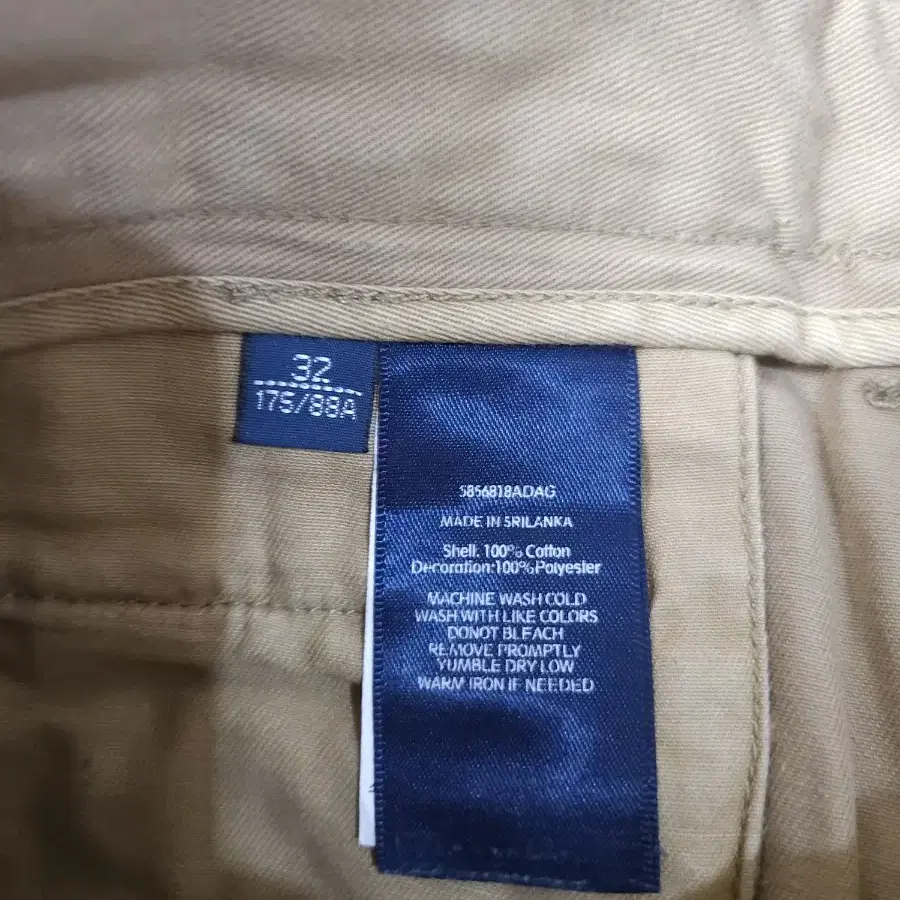 32
175/88A
5856818ADAG
MADE IN SRILANKA
Shell: 100% Cotton
Decoration:100%Polyester
MACHINE WASH COLD
WASH WITH LIKE COLORS
DONOT BLEACH
REMOVE PROMPTLY
YUMBLE DRY LOW
WARM IRON IF NEEDED